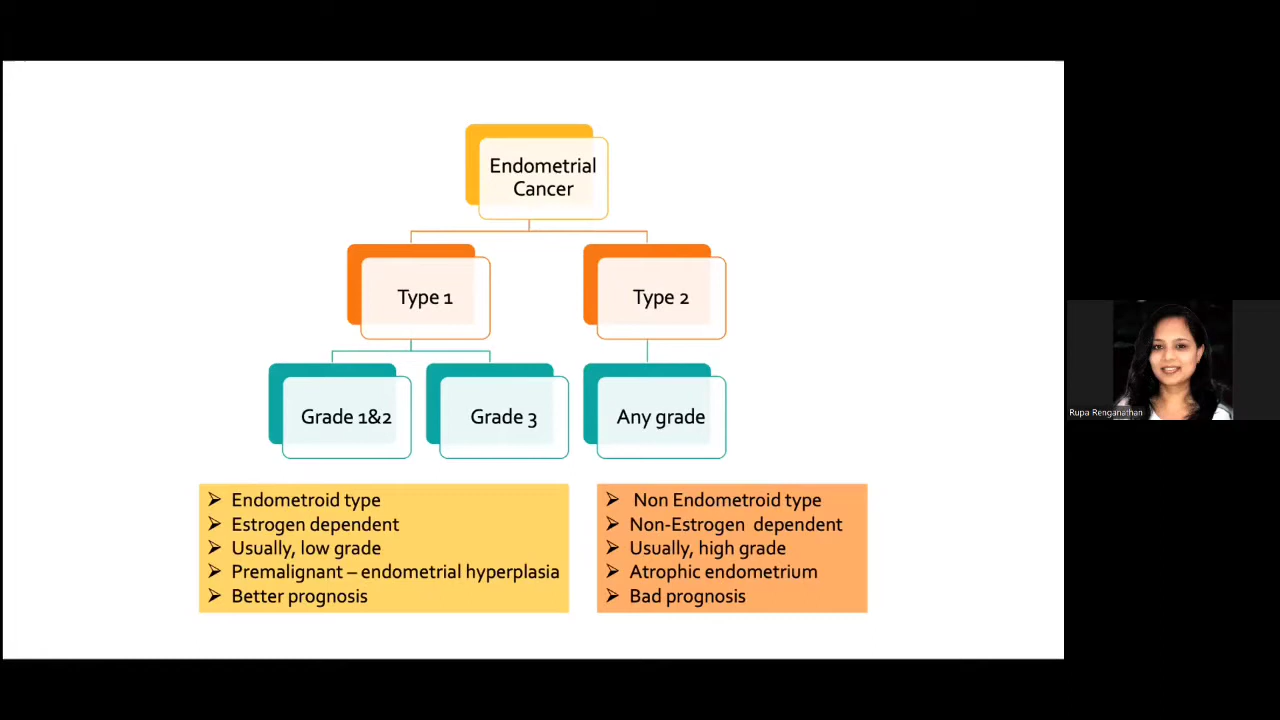 Endometrial
Cancer
Type 1
Type 2
Grade 1&2
Grade 3
Any grade
➢ Endometroid type
➢ Estrogen dependent
➢ Usually, low grade
➢ Premalignant – endometrial hyperplasia
➢ Better prognosis
➢ Non Endometroid type
➢ Non-Estrogen dependent
➢ Usually, high grade
➢ Atrophic endometrium
➢ Bad prognosis
Rupa Renganathan